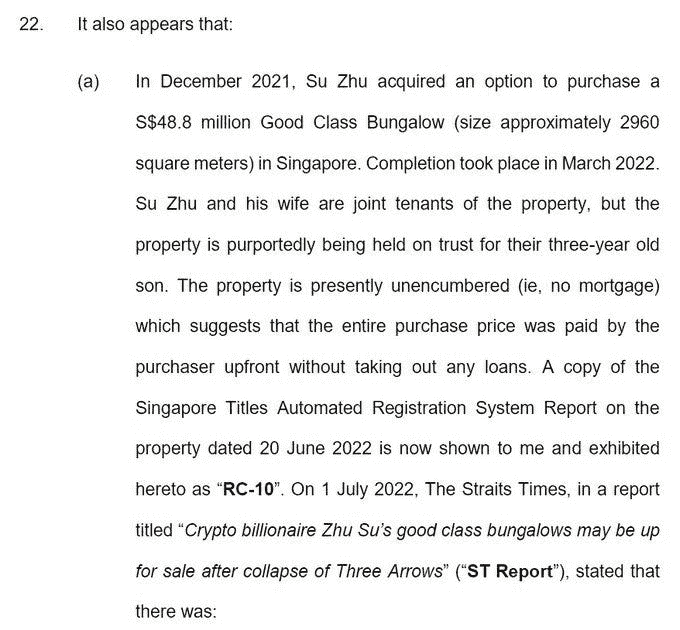 22. It also appears that:
(a) In December 2021, Su Zhu acquired an option to purchase a
S$48.8 million Good Class Bungalow (size approximately 2960
square meters) in Singapore. Completion took place in March 2022.
Su Zhu and his wife are joint tenants of the property, but the
property is purportedly being held on trust for their three-year old
son. The property is presently unencumbered (ie, no mortgage)
which suggests that the entire purchase price was paid by the
purchaser upfront without taking out any loans. A copy of the
Singapore Titles Automated Registration System Report on the
property dated 20 June 2022 is now shown to me and exhibited
hereto as “RC-10”. On 1 July 2022, The Straits Times, in a report
titled “Crypto billionaire Zhu Su’s good class bungalows may be up
for sale after collapse of Three Arrows” (“ST Report”), stated that
there was: